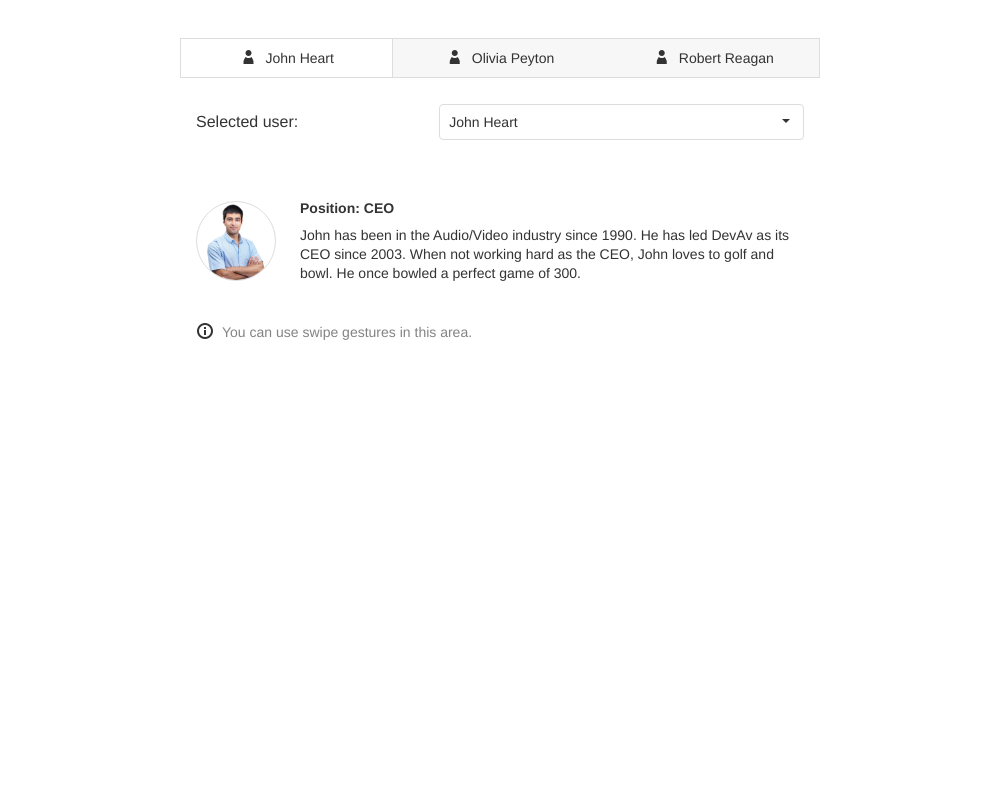 John Heart
Olivia Peyton
Robert Reagan
Selected user:
John Heart
Position: CEO
John has been in the Audio/Video industry since 1990. He has led DevAv as its
CEO since 2003. When not working hard as the CEO, John loves to golf and
bowl. He once bowled a perfect game of 300.
You can use swipe gestures in this area.